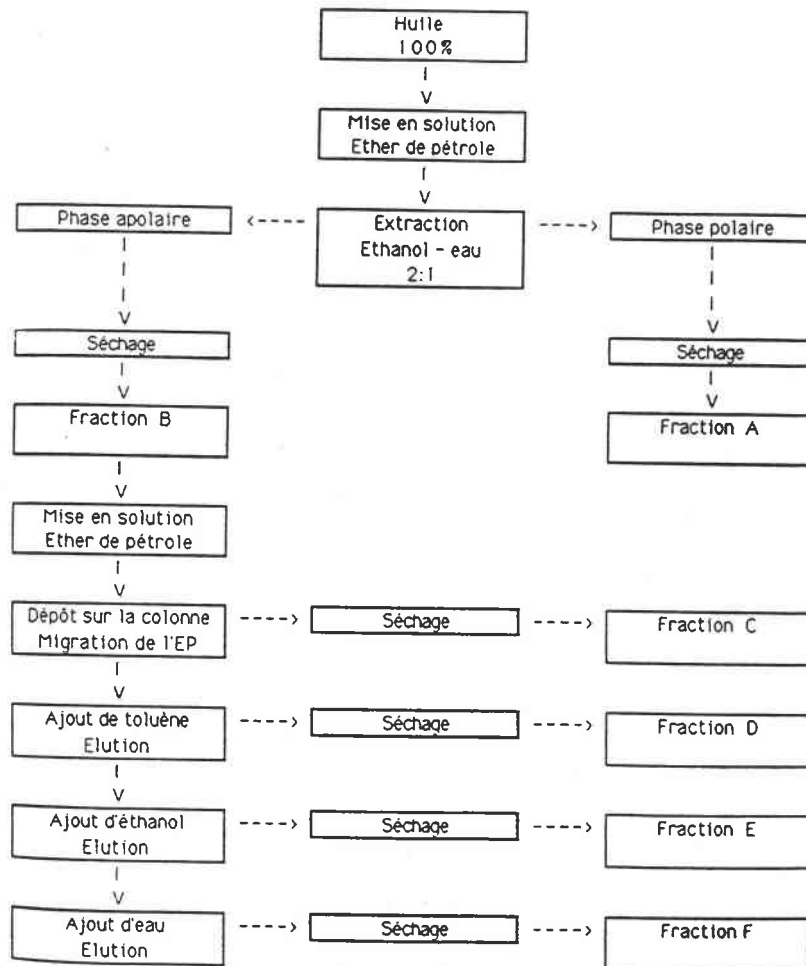 Huile
100%
Mise en solution
Ether de pétrole
Phase apolaire
Extraction
Ethanol - eau
2:1
Phase polaire
Séchage
Séchage
Fraction B
Fraction A
Mise en solution
Ether de pétrole
Dépôt sur la colonne
Migration de l'EP
Séchage
Fraction C
Ajout de toluène
Elution
Séchage
Fraction D
Ajout d'éthanol
Elution
Séchage
Fraction E
Ajout d'eau
Elution
Séchage
Fraction F